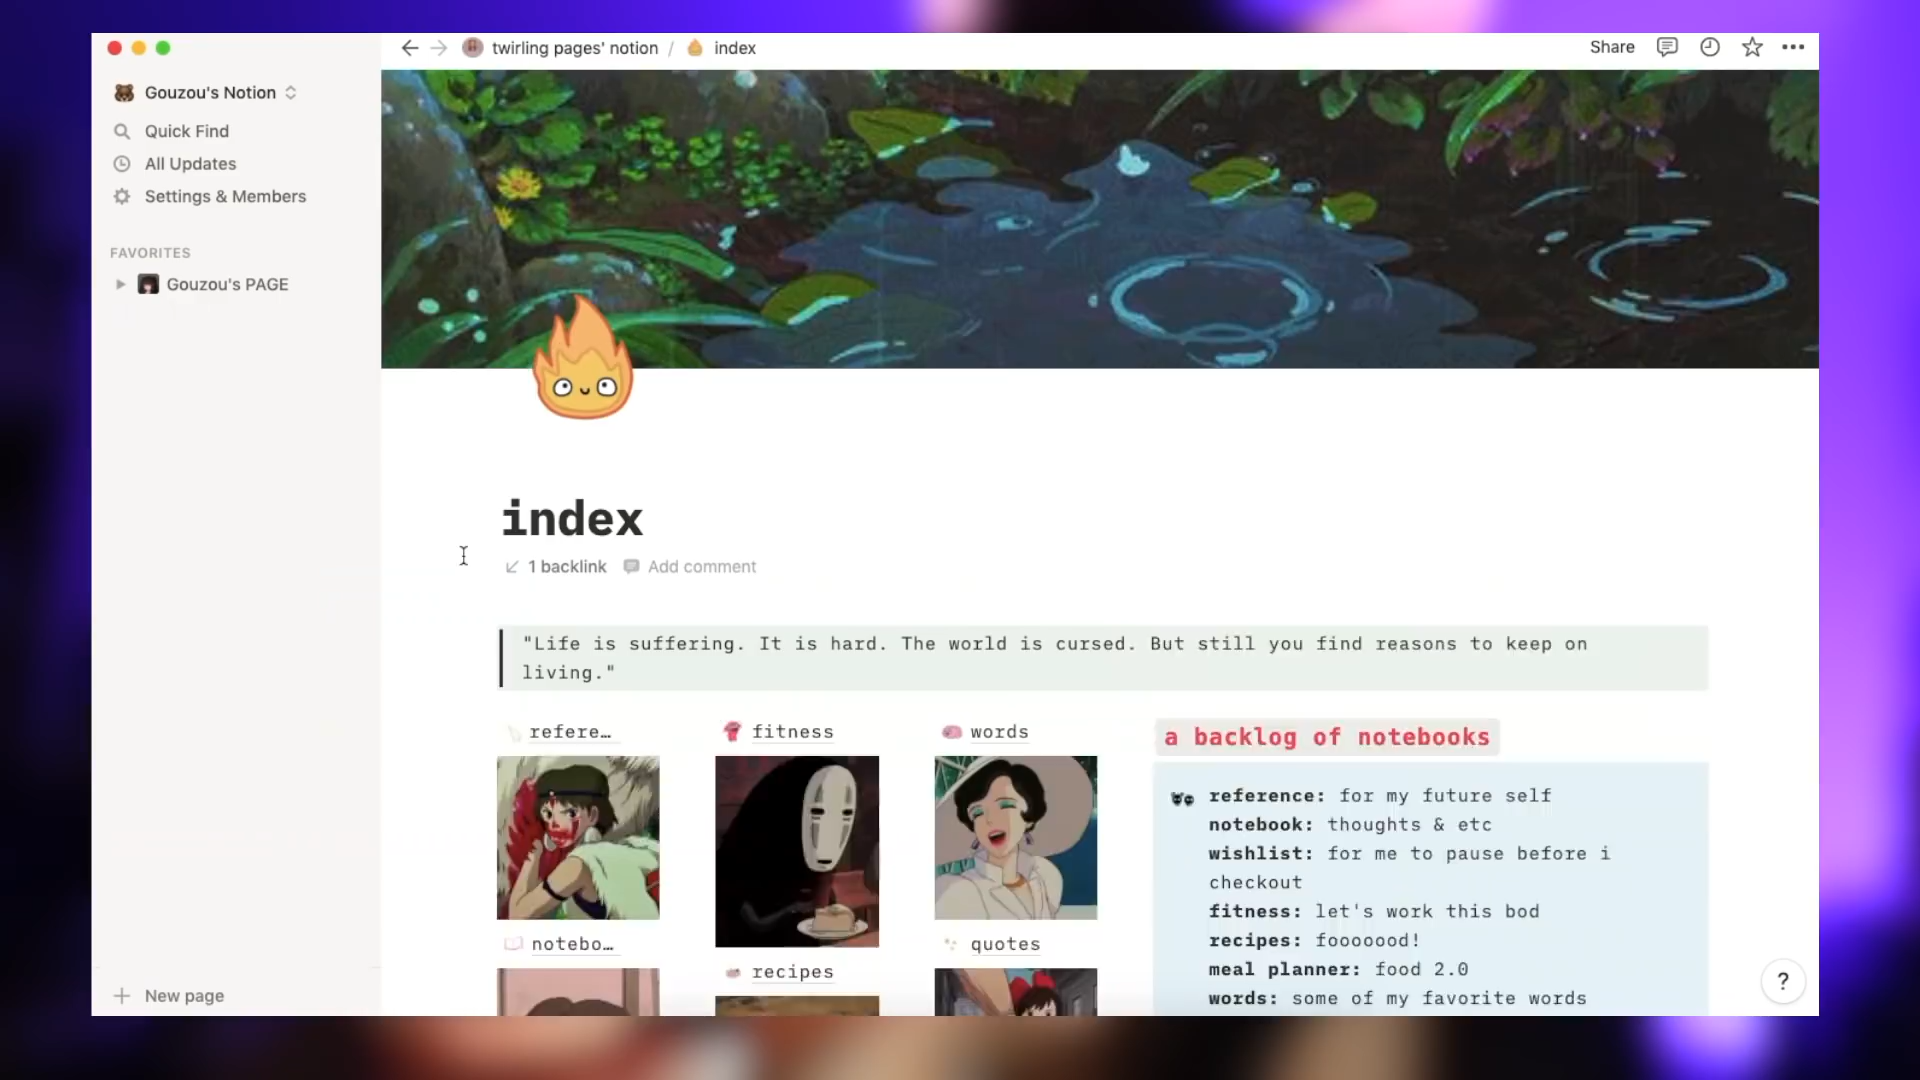 twirling pages' notion / index
Share
Gouzou's Notion
Quick Find
All Updates
Settings & Members
FAVORITES
Gouzou's PAGE
New page
index
1 backlink
Add comment
"Life is suffering. It is hard. The world is cursed. But still you find reasons to keep on
living."
refere…
fitness
words
notebo…
recipes
quotes
a backlog of notebooks
reference: for my future self
notebook: thoughts & etc
wishlist: for me to pause before i
checkout
fitness: let's work this bod
recipes: fooooood!
meal planner: food 2.0
words: some of my favorite words
?